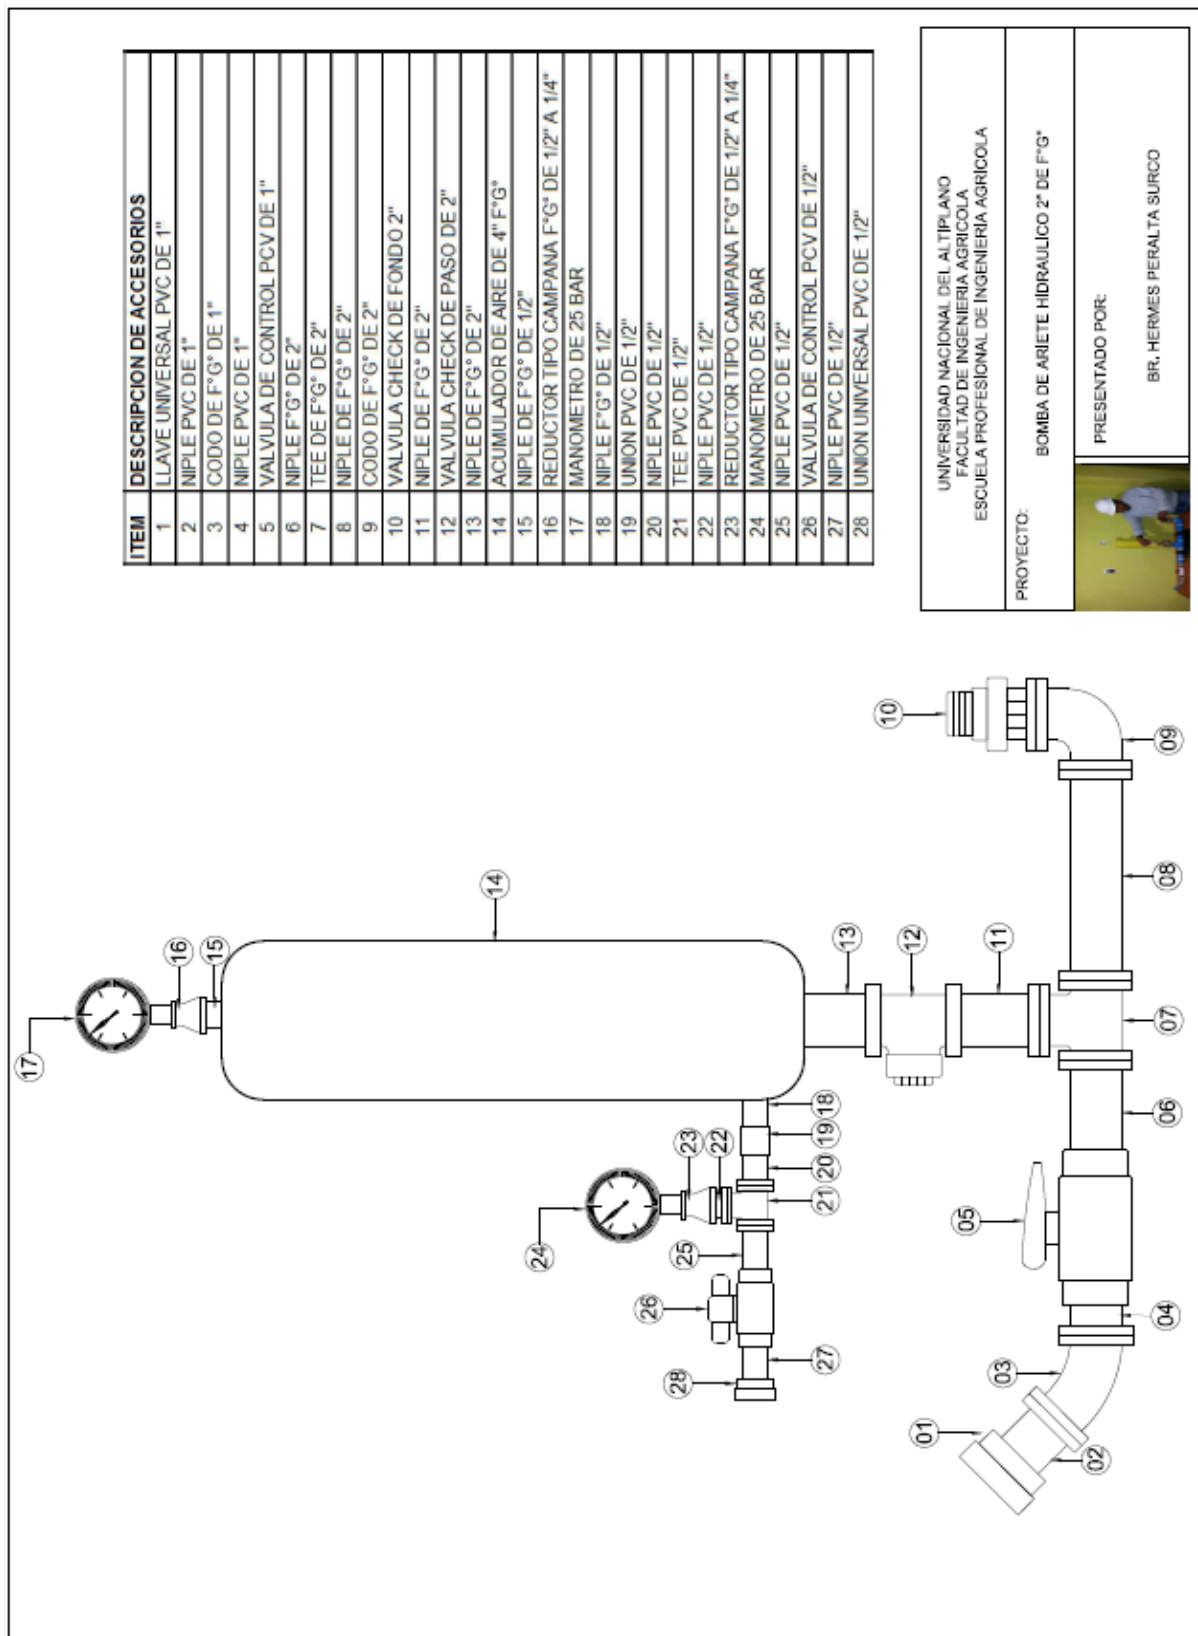 ITEM DESCRIPCION DE ACCESORIOS
1 LLAVE UNIVERSAL PVC DE 1"
2 NIPLE PVC DE 1"
3 CODO DE F°G° DE 1"
4 NIPLE PVC DE 1"
5 VALVULA DE CONTROL PCV DE 1"
6 NIPLE F°G° DE 2"
7 TEE DE F°G° DE 2"
8 NIPLE DE F°G° DE 2"
9 CODO DE F°G° DE 2"
10 VALVULA CHECK DE FONDO 2"
11 NIPLE DE F°G° DE 2"
12 VALVULA CHECK DE PASO DE 2"
13 NIPLE DE F°G° DE 2"
14 ACUMULADOR DE AIRE DE 4" F°G°
15 NIPLE DE F°G° DE 1/2"
16 REDUCTOR TIPO CAMPANA F°G° DE 1/2" A 1/4"
17 MANOMETRO DE 25 BAR
18 NIPLE F°G° DE 1/2"
19 UNION PVC DE 1/2"
20 NIPLE PVC DE 1/2"
21 TEE PVC DE 1/2"
22 NIPLE PVC DE 1/2"
23 REDUCTOR TIPO CAMPANA F°G° DE 1/2" A 1/4"
24 MANOMETRO DE 25 BAR
25 NIPLE PVC DE 1/2"
26 VALVULA DE CONTROL PCV DE 1/2"
27 NIPLE PVC DE 1/2"
28 UNION UNIVERSAL PVC DE 1/2"
UNIVERSIDAD NACIONAL DEL ALTIPLANO
FACULTAD DE INGENIERIA AGRICOLA
ESCUELA PROFESIONAL DE INGENIERIA AGRICOLA
PROYECTO:
BOMBA DE ARIETE HIDRAULICO 2" DE F°G°
PRESENTADO POR:
BR. HERMES PERALTA SURCO
17
16
15
14
24
23
22
13
18
19
20
21
25
26
27
28
12
11
10
09
08
07
06
05
04
03
02
01